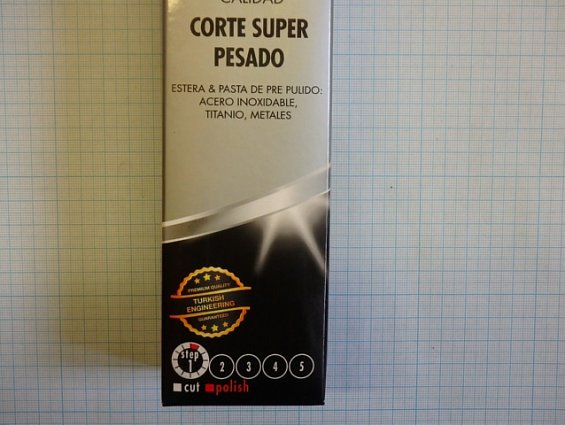 CALIDAD
CORTE SUPER
PESADO
ESTERA & PASTA DE PRE PULIDO:
ACERO INOXIDABLE,
TITANIO, METALES
PREMIUM QUALITY
TURKISH
ENGINEERING
GUARANTEED
step
1 2 3 4 5
cut polish